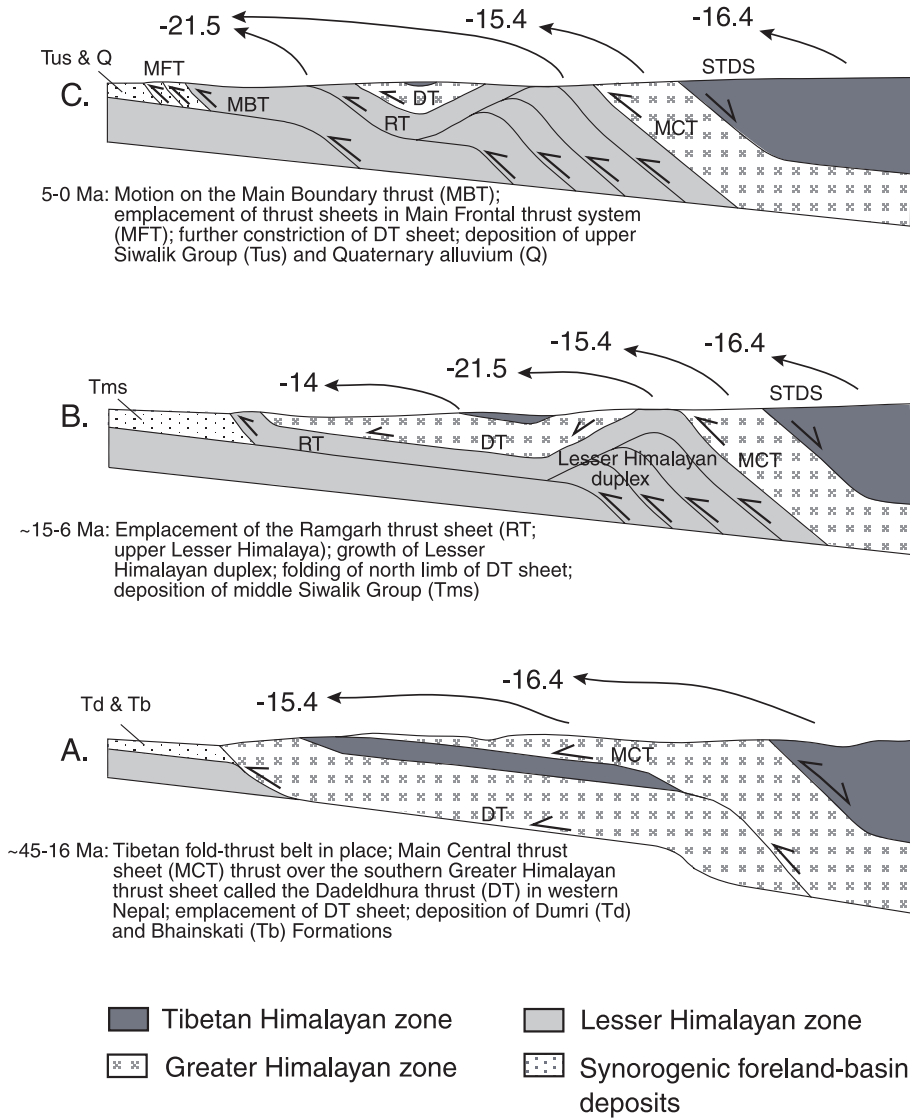 -21.5
-15.4
-16.4
Tus & Q
MFT
STDS
C.
MBT
DT
RT
MCT
5-0 Ma: Motion on the Main Boundary thrust (MBT);
emplacement of thrust sheets in Main Frontal thrust system
(MFT); further constriction of DT sheet; deposition of upper
Siwalik Group (Tus) and Quaternary alluvium (Q)
-15.4
-16.4
-21.5
-14
Tms
STDS
B.
RT
DT
MCT
Lesser Himalayan
duplex
~15-6 Ma: Emplacement of the Ramgarh thrust sheet (RT;
upper Lesser Himalaya); growth of Lesser
Himalayan duplex; folding of north limb of DT sheet;
deposition of middle Siwalik Group (Tms)
-16.4
-15.4
Td & Tb
A.
MCT
DT
~45-16 Ma: Tibetan fold-thrust belt in place; Main Central thrust
sheet (MCT) thrust over the southern Greater Himalayan
thrust sheet called the Dadeldhura thrust (DT) in western
Nepal; emplacement of DT sheet; deposition of Dumri (Td)
and Bhainskati (Tb) Formations
Tibetan Himalayan zone
Lesser Himalayan zone
Greater Himalayan zone
Synorogenic foreland-basin
deposits